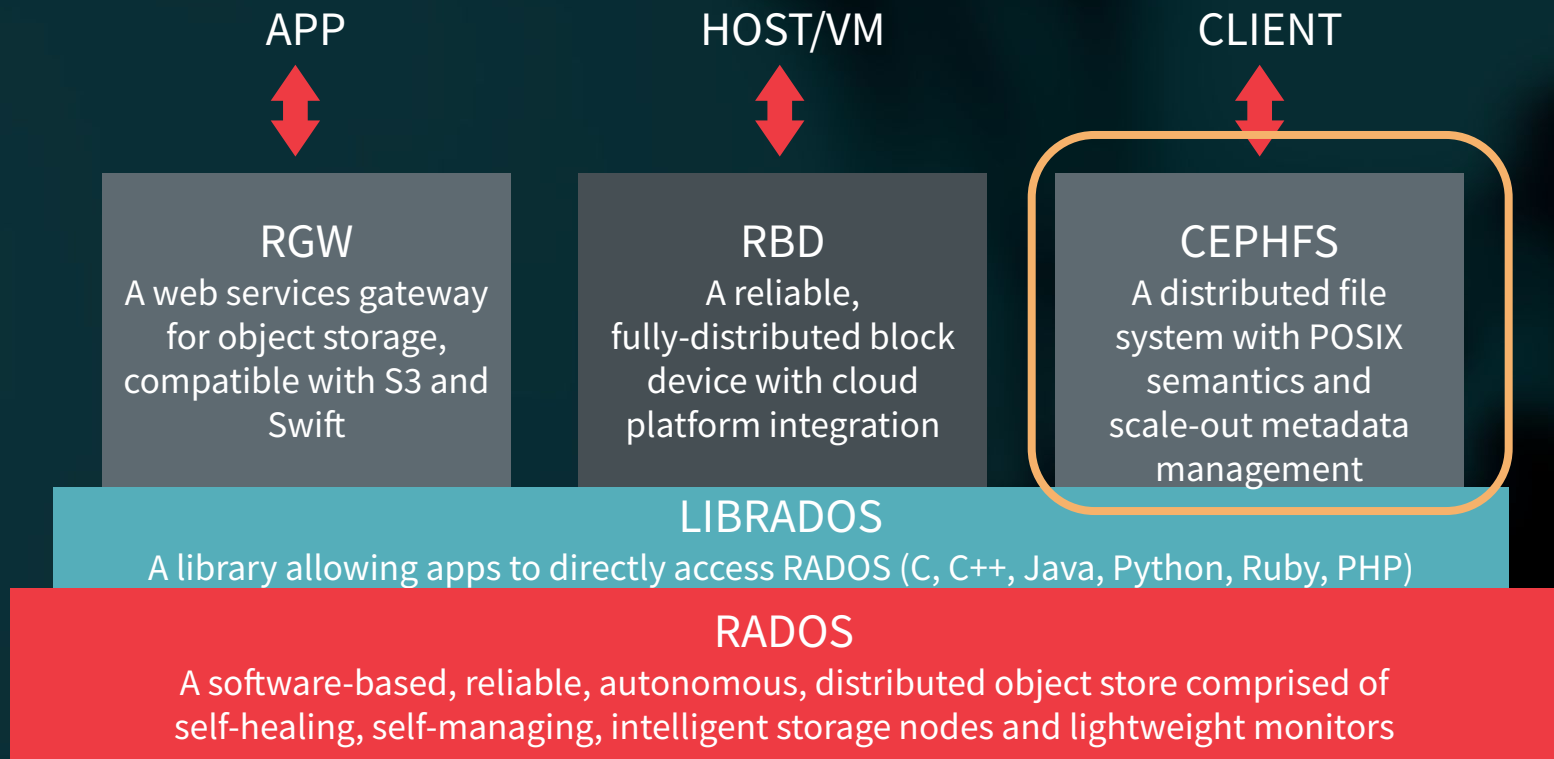 APP
HOST/VM
CLIENT
RGW
A web services gateway
for object storage,
compatible with S3 and
Swift
RBD
A reliable,
fully-distributed block
device with cloud
platform integration
CEPHFS
A distributed file
system with POSIX
semantics and
scale-out metadata
management
LIBRADOS
A library allowing apps to directly access RADOS (C, C++, Java, Python, Ruby, PHP)
RADOS
A software-based, reliable, autonomous, distributed object store comprised of
self-healing, self-managing, intelligent storage nodes and lightweight monitors